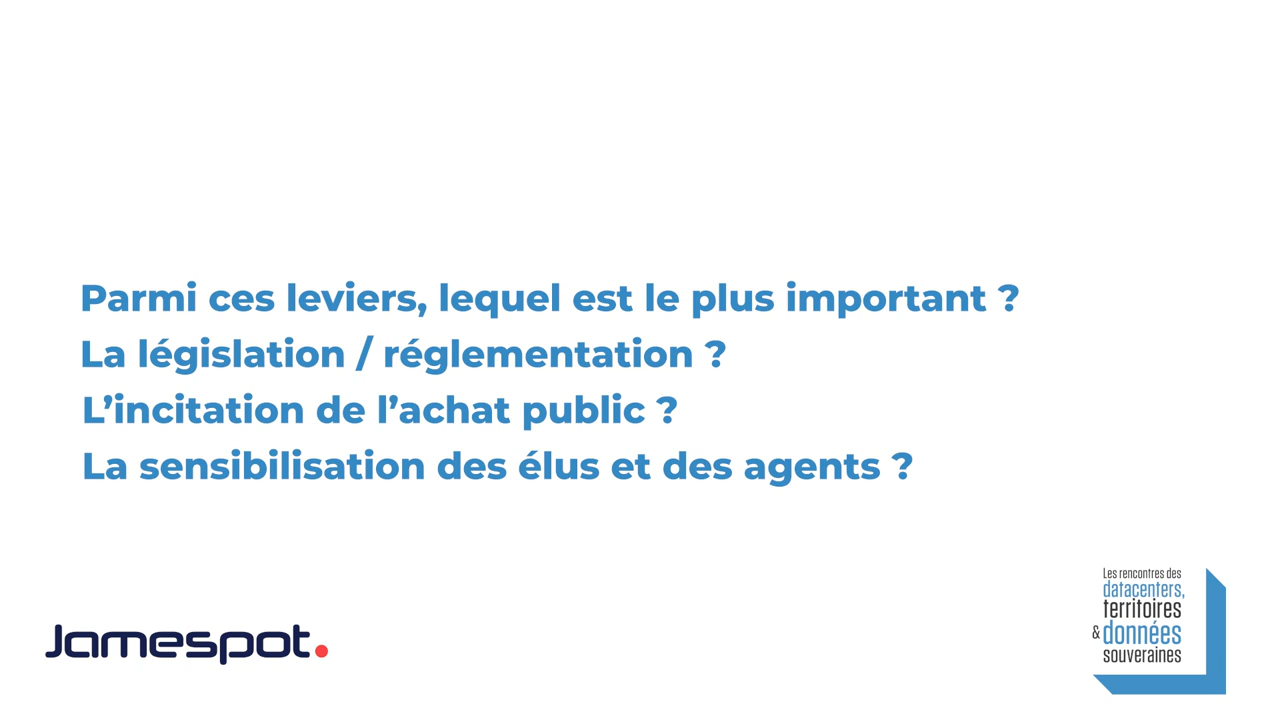 Parmi ces leviers, lequel est le plus important ?
La législation / réglementation ?
L’incitation de l’achat public ?
La sensibilisation des élus et des agents ?
Jamespot.
Les rencontres des
datacenters,
territoires
& données
souveraines